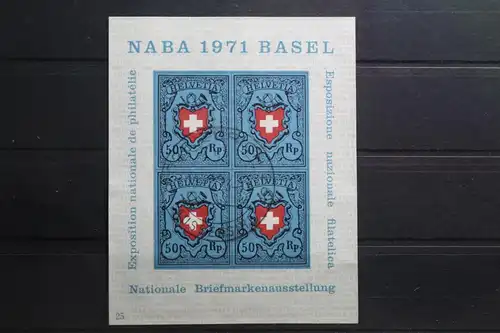 NABA 1971 BASEL
Exposition nationale de philatélie
Esposizione nazionale filatelica
HELVETIA
50 Rp
HELVETIA
50 Rp
HELVETIA
50 Rp
HELVETIA
50 Rp
Nationale Briefmarkenausstellung